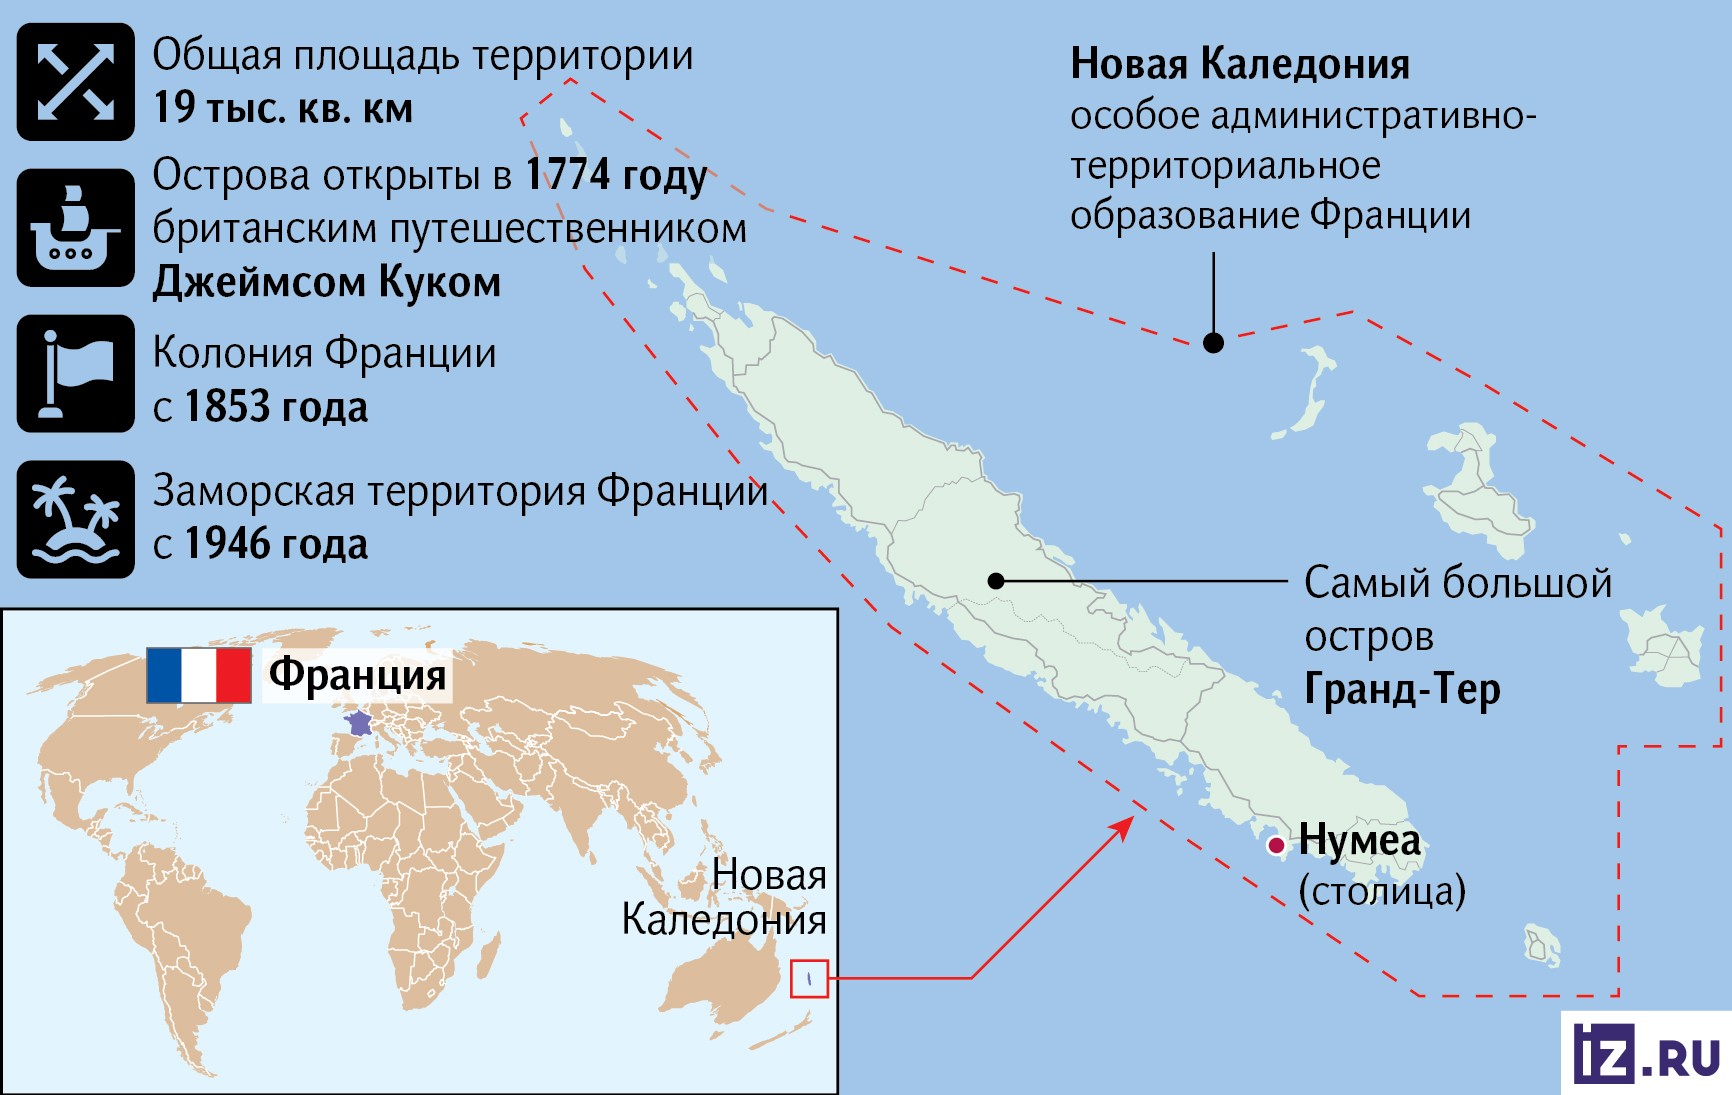 Общая площадь территории
19 тыс. кв. км
Острова открыты в 1774 году
британским путешественником
Джеймсом Куком
Колония Франции
с 1853 года
Заморская территория Франции
с 1946 года
Новая Каледония
особое административно-
территориальное
образование Франции
Самый большой
остров
Гранд-Тер
Нумеа
(столица)
Франция
Новая
Каледония
IZ.RU